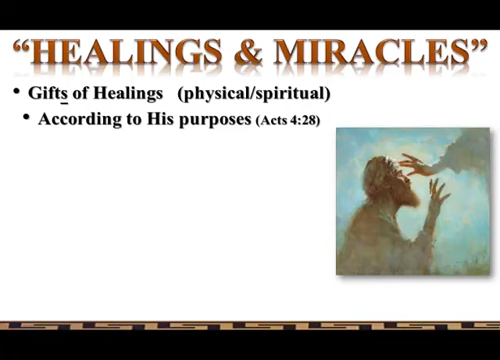 “HEALINGS & MIRACLES”
• Gifts of Healings (physical/spiritual)
• According to His purposes (Acts 4:28)